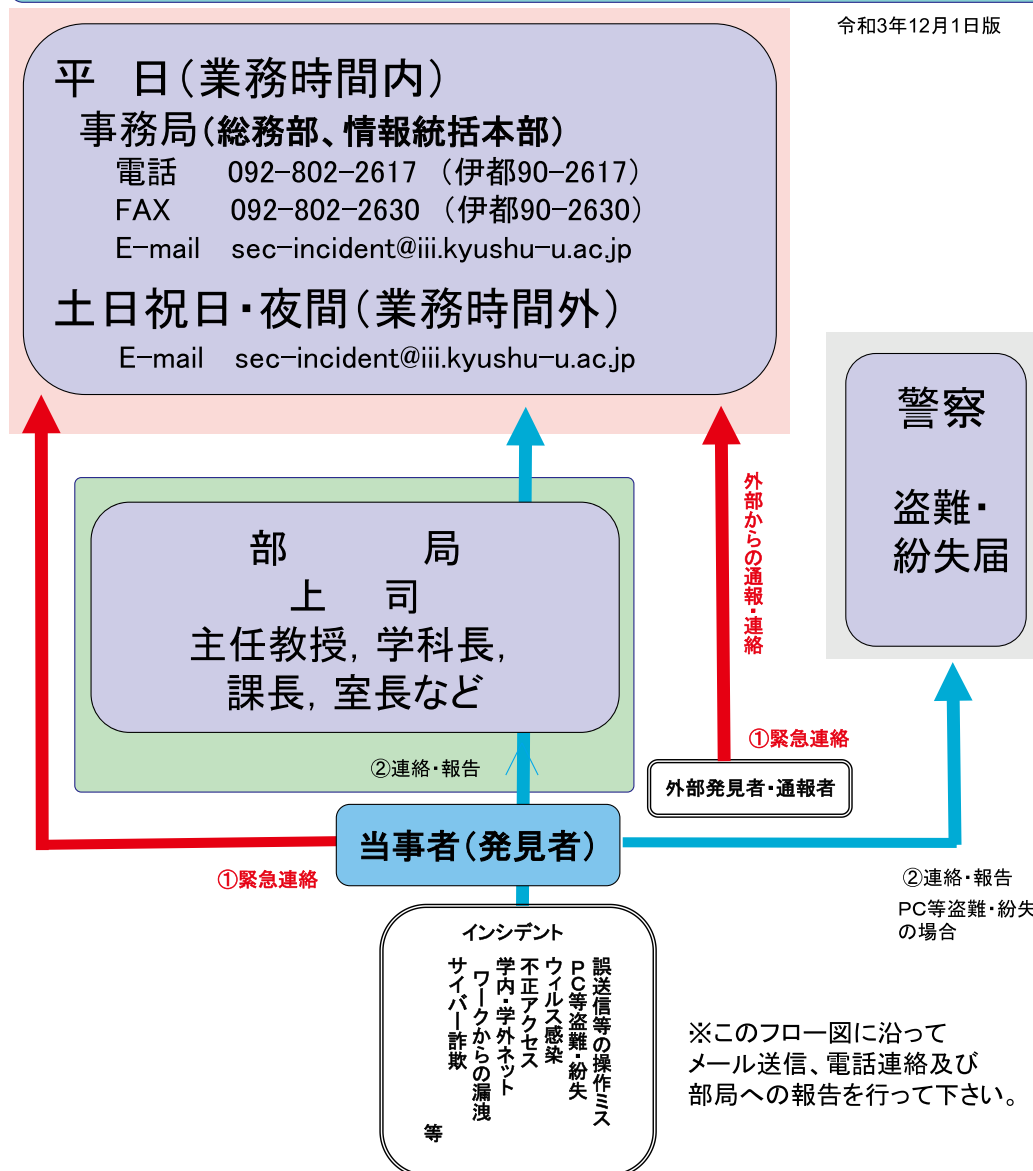 令和3年12月1日版
平　日(業務時間内)
事務局(総務部、情報統括本部)
電話　092-802-2617 (伊都90-2617)
FAX　092-802-2630 (伊都90-2630)
E-mail　sec-incident@iii.kyushu-u.ac.jp
土日祝日・夜間(業務時間外)
E-mail　sec-incident@iii.kyushu-u.ac.jp
警察
盗難・
紛失届
部　局
上　司
主任教授, 学科長,
課長, 室長など
外部からの通報・連絡
②連絡・報告
①緊急連絡
外部発見者・通報者
当事者(発見者)
①緊急連絡
②連絡・報告
PC等盗難・紛失
の場合
インシデント
誤送信等の操作ミス
PC等盗難・紛失
ウィルス感染
不正アクセス
学内・学外ネット
ワークからの漏洩
サイバー詐欺
等
※このフロー図に沿って
メール送信、電話連絡及び
部局への報告を行って下さい。